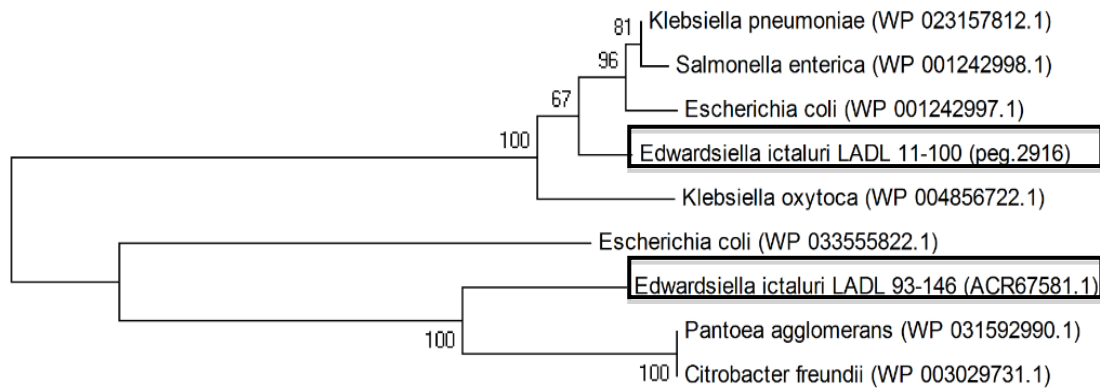 Klebsiella pneumoniae (WP 023157812.1)
81
Salmonella enterica (WP 001242998.1)
96
Escherichia coli (WP 001242997.1)
67
100
Edwardsiella ictaluri LADL 11-100 (peg.2916)
Klebsiella oxytoca (WP 004856722.1)
Escherichia coli (WP 033555822.1)
Edwardsiella ictaluri LADL 93-146 (ACR67581.1)
Pantoea agglomerans (WP 031592990.1)
100
100
Citrobacter freundii (WP 003029731.1)